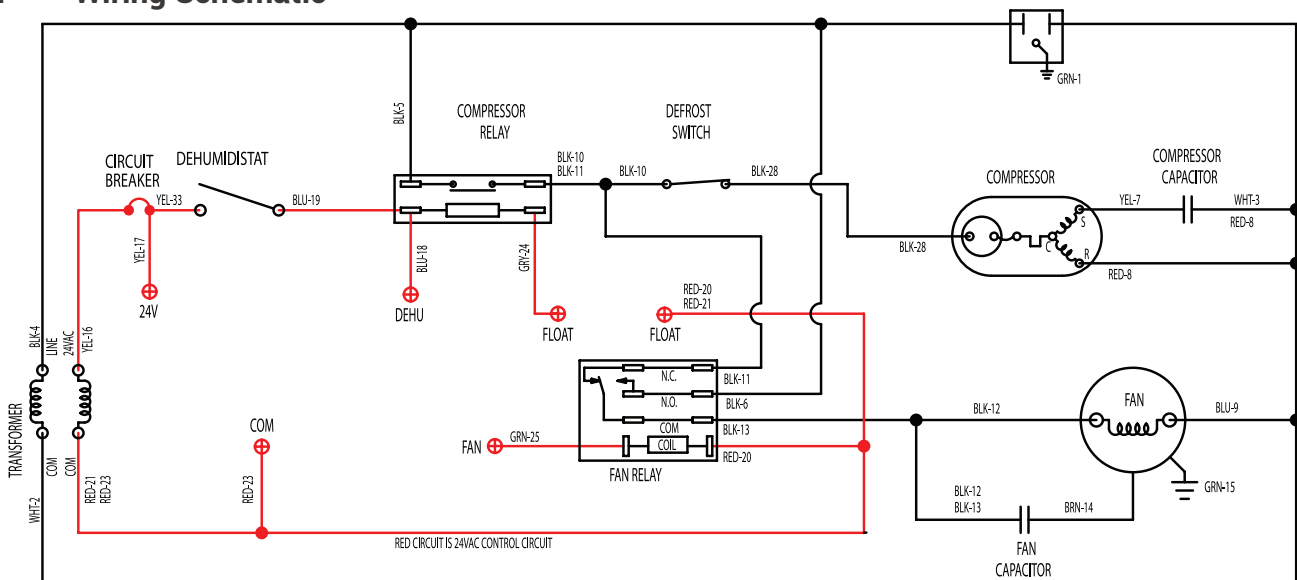 Wiring Schematic
GRN-1
BLK-5
COMPRESSOR
RELAY
DEFROST
SWITCH
BLK-10
BLK-11
BLK-10
BLK-28
CIRCUIT
BREAKER
DEHUMIDISTAT
YEL-33
BLU-19
COMPRESSOR
COMPRESSOR
CAPACITOR
YEL-7
WHT-3
RED-8
S
C
R
BLK-28
RED-8
YEL-17
24V
BLU-18
DEHU
GRY-24
FLOAT
RED-20
RED-21
FLOAT
BLK-4
LINE
24VAC
YEL-16
TRANSFORMER
WHT-2
COM
COM
RED-21
RED-23
COM
RED-23
N.C.
BLK-11
N.O.
BLK-6
COM
BLK-13
FAN
GRN-25
COIL
RED-20
FAN RELAY
BLK-12
FAN
BLU-9
GRN-15
BLK-12
BLK-13
BRN-14
FAN
CAPACITOR
RED CIRCUIT IS 24VAC CONTROL CIRCUIT